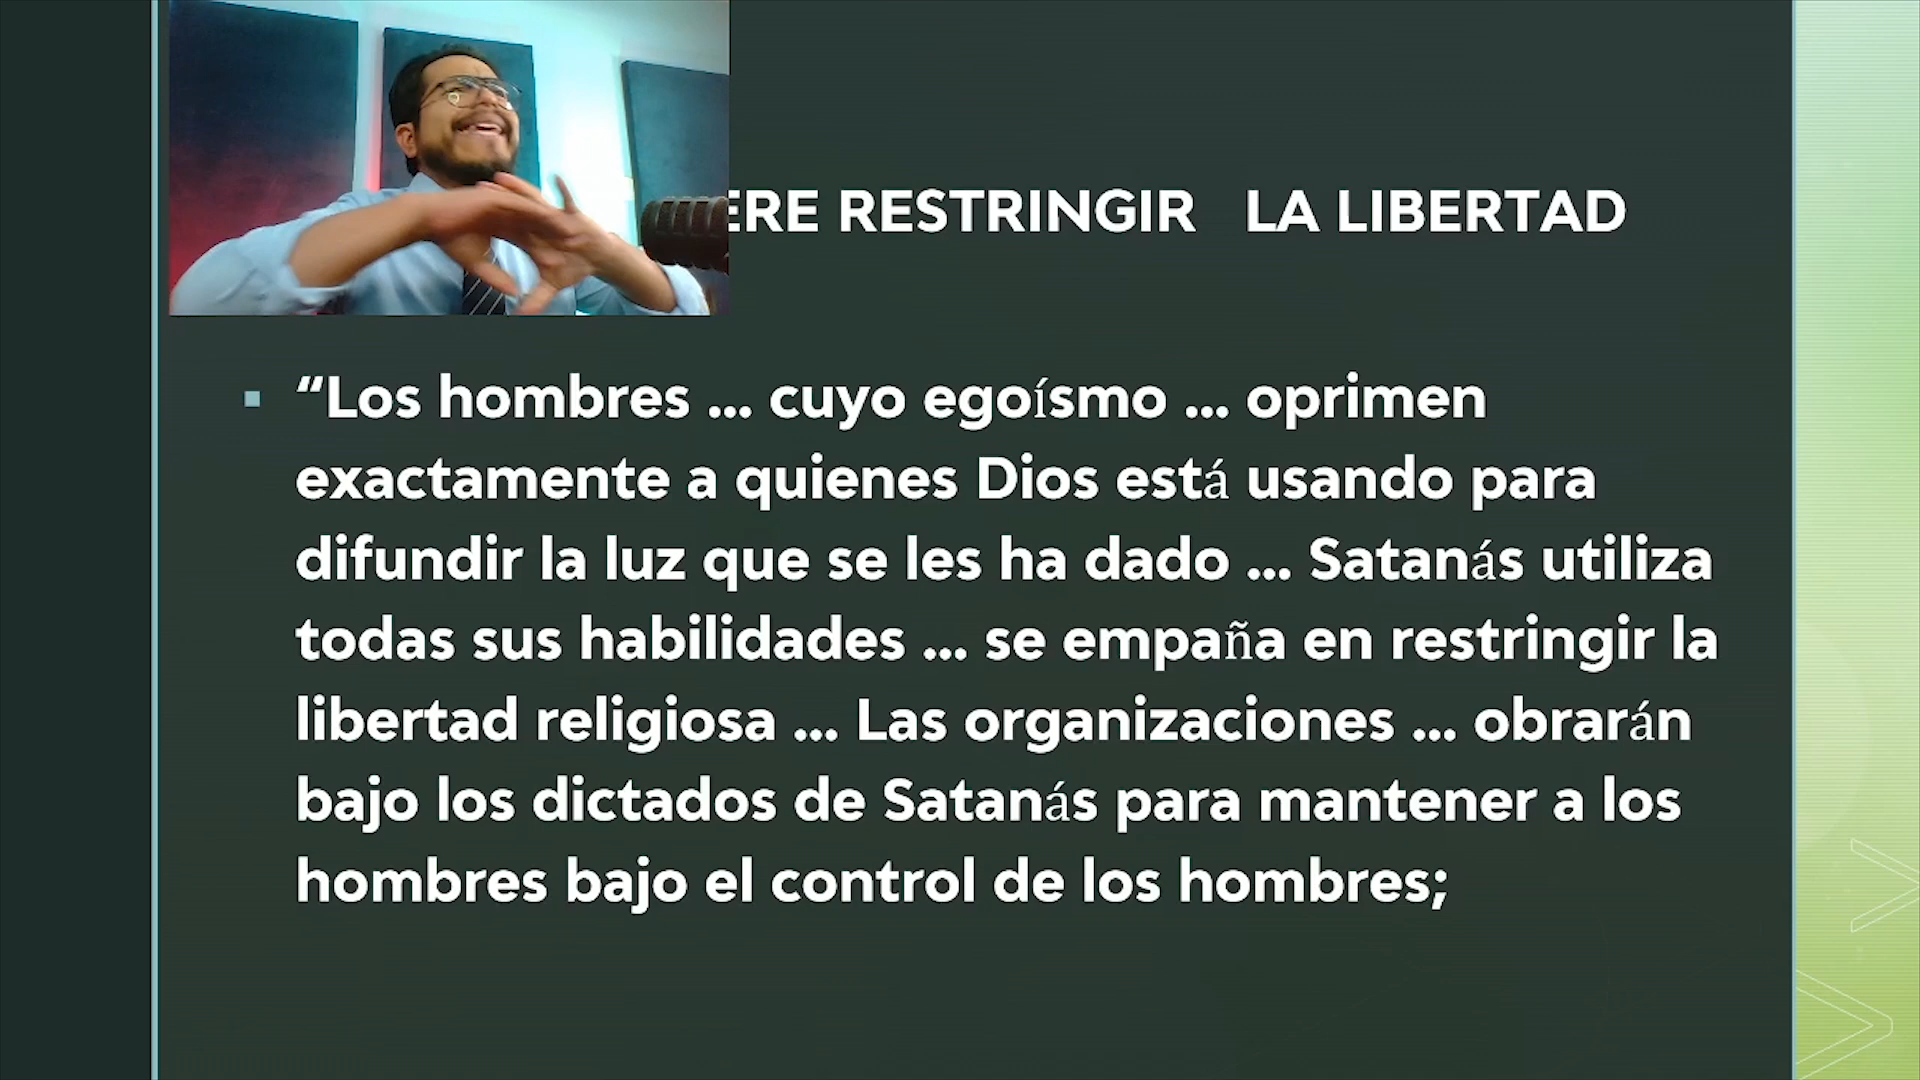 ERE RESTRINGIR LA LIBERTAD
“Los hombres ... cuyo egoísmo ... oprimen
exactamente a quienes Dios está usando para
difundir la luz que se les ha dado ... Satanás utiliza
todas sus habilidades ... se empaña en restringir la
libertad religiosa ... Las organizaciones ... obrarán
bajo los dictados de Satanás para mantener a los
hombres bajo el control de los hombres;